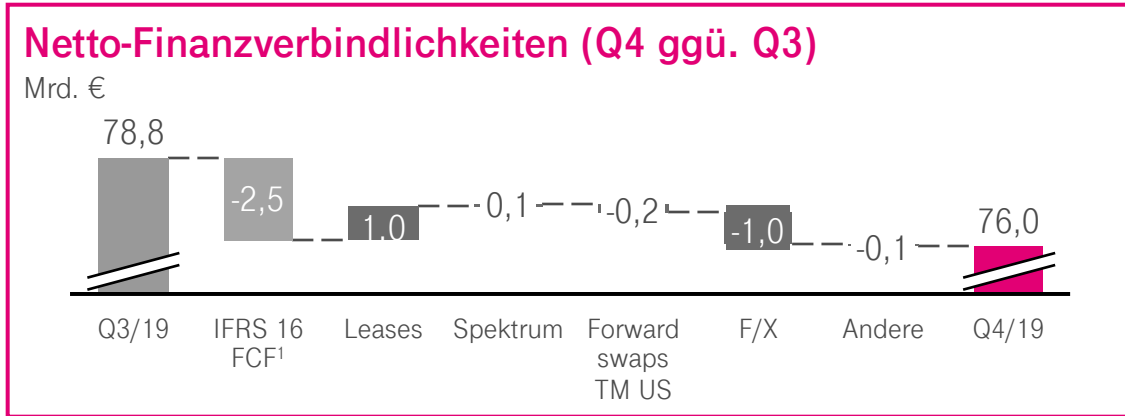 Netto-Finanzverbindlichkeiten (Q4 ggü. Q3)
Mrd. €
78,8
-2,5
1,0
0,1
-0,2
-1,0
-0,1
76,0
Q3/19
IFRS 16
FCF¹
Leases
Spektrum
Forward
swaps
TM US
F/X
Andere
Q4/19